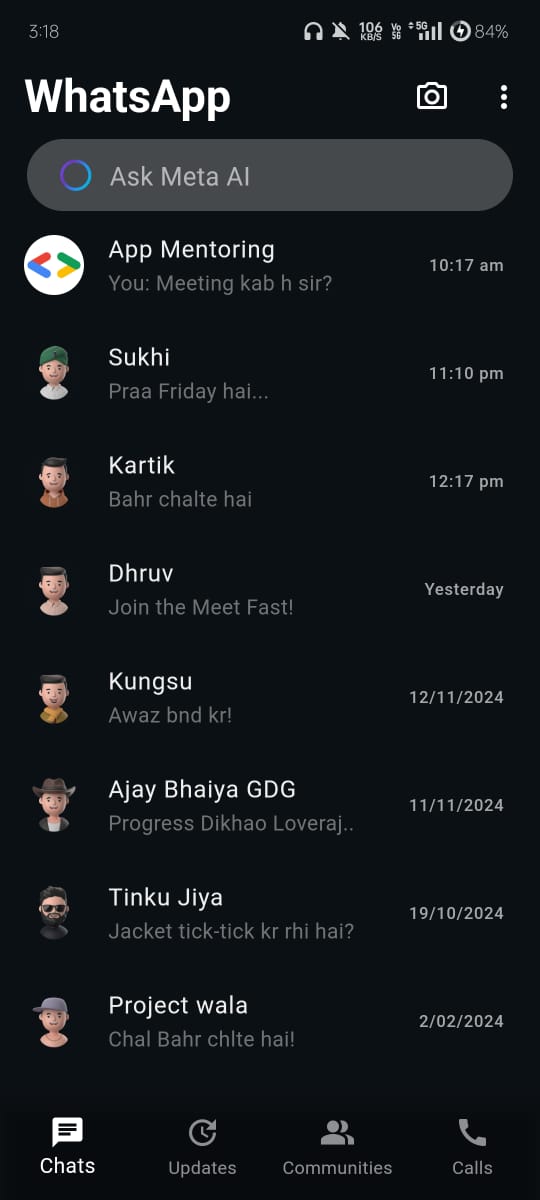 3:18
106 KB/S Vo 5G 5G 84%
WhatsApp
Ask Meta AI
App Mentoring
You: Meeting kab h sir?
10:17 am
Sukhi
Praa Friday hai...
11:10 pm
Kartik
Bahr chalte hai
12:17 pm
Dhruv
Join the Meet Fast!
Yesterday
Kungsu
Awaz bnd kr!
12/11/2024
Ajay Bhaiya GDG
Progress Dikhao Loveraj..
11/11/2024
Tinku Jiya
Jacket tick-tick kr rhi hai?
19/10/2024
Project wala
Chal Bahr chlte hai!
2/02/2024
Chats
Updates
Communities
Calls